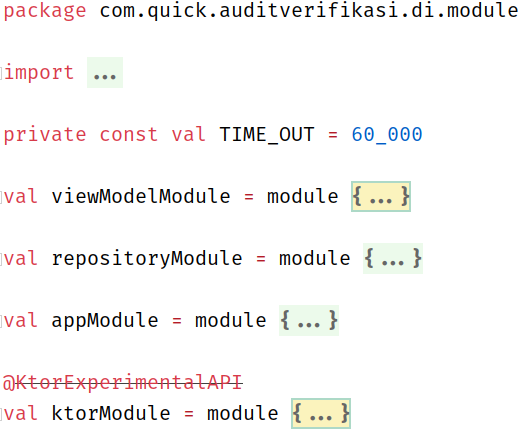 package com.quick.auditverifikasi.di.module
import ...
private const val TIME_OUT = 60_000
val viewModelModule = module {...}
val repositoryModule = module {...}
val appModule = module {...}
@KtorExperimentalAPI
val ktorModule = module {...}